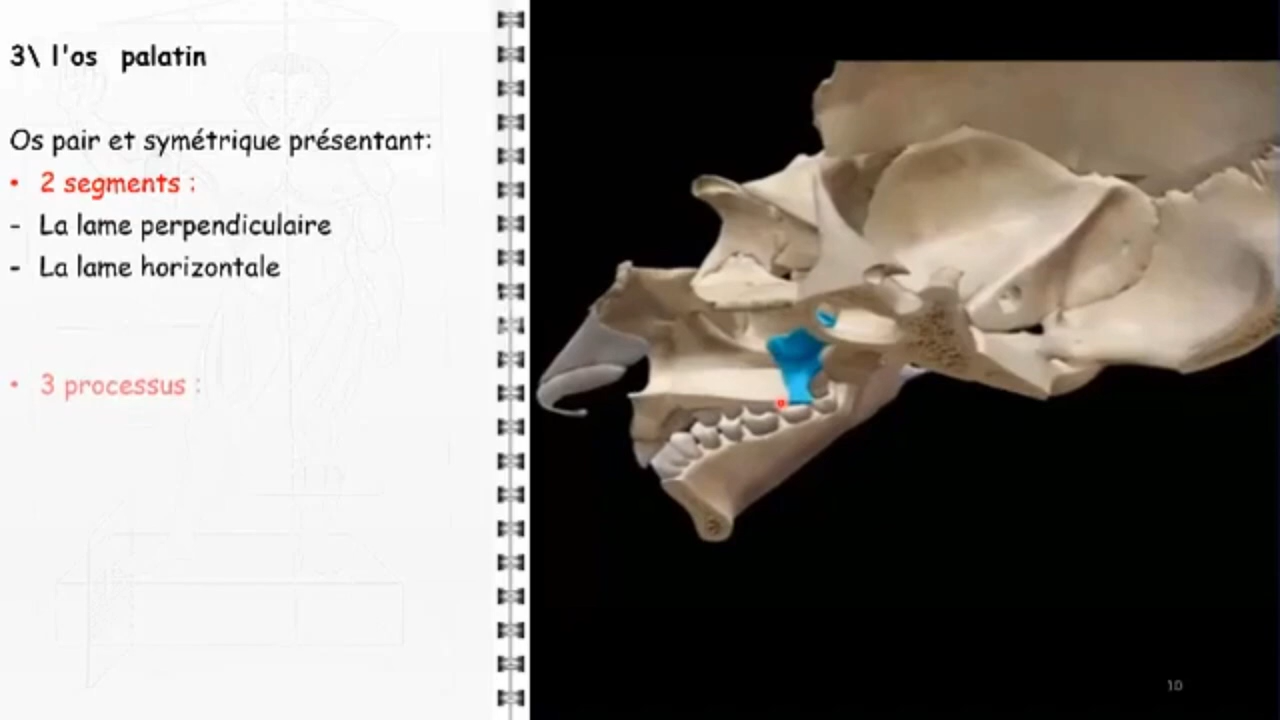 3\ l'os palatin
Os pair et symétrique présentant:
• 2 segments :
- La lame perpendiculaire
- La lame horizontale
• 3 processus :
10